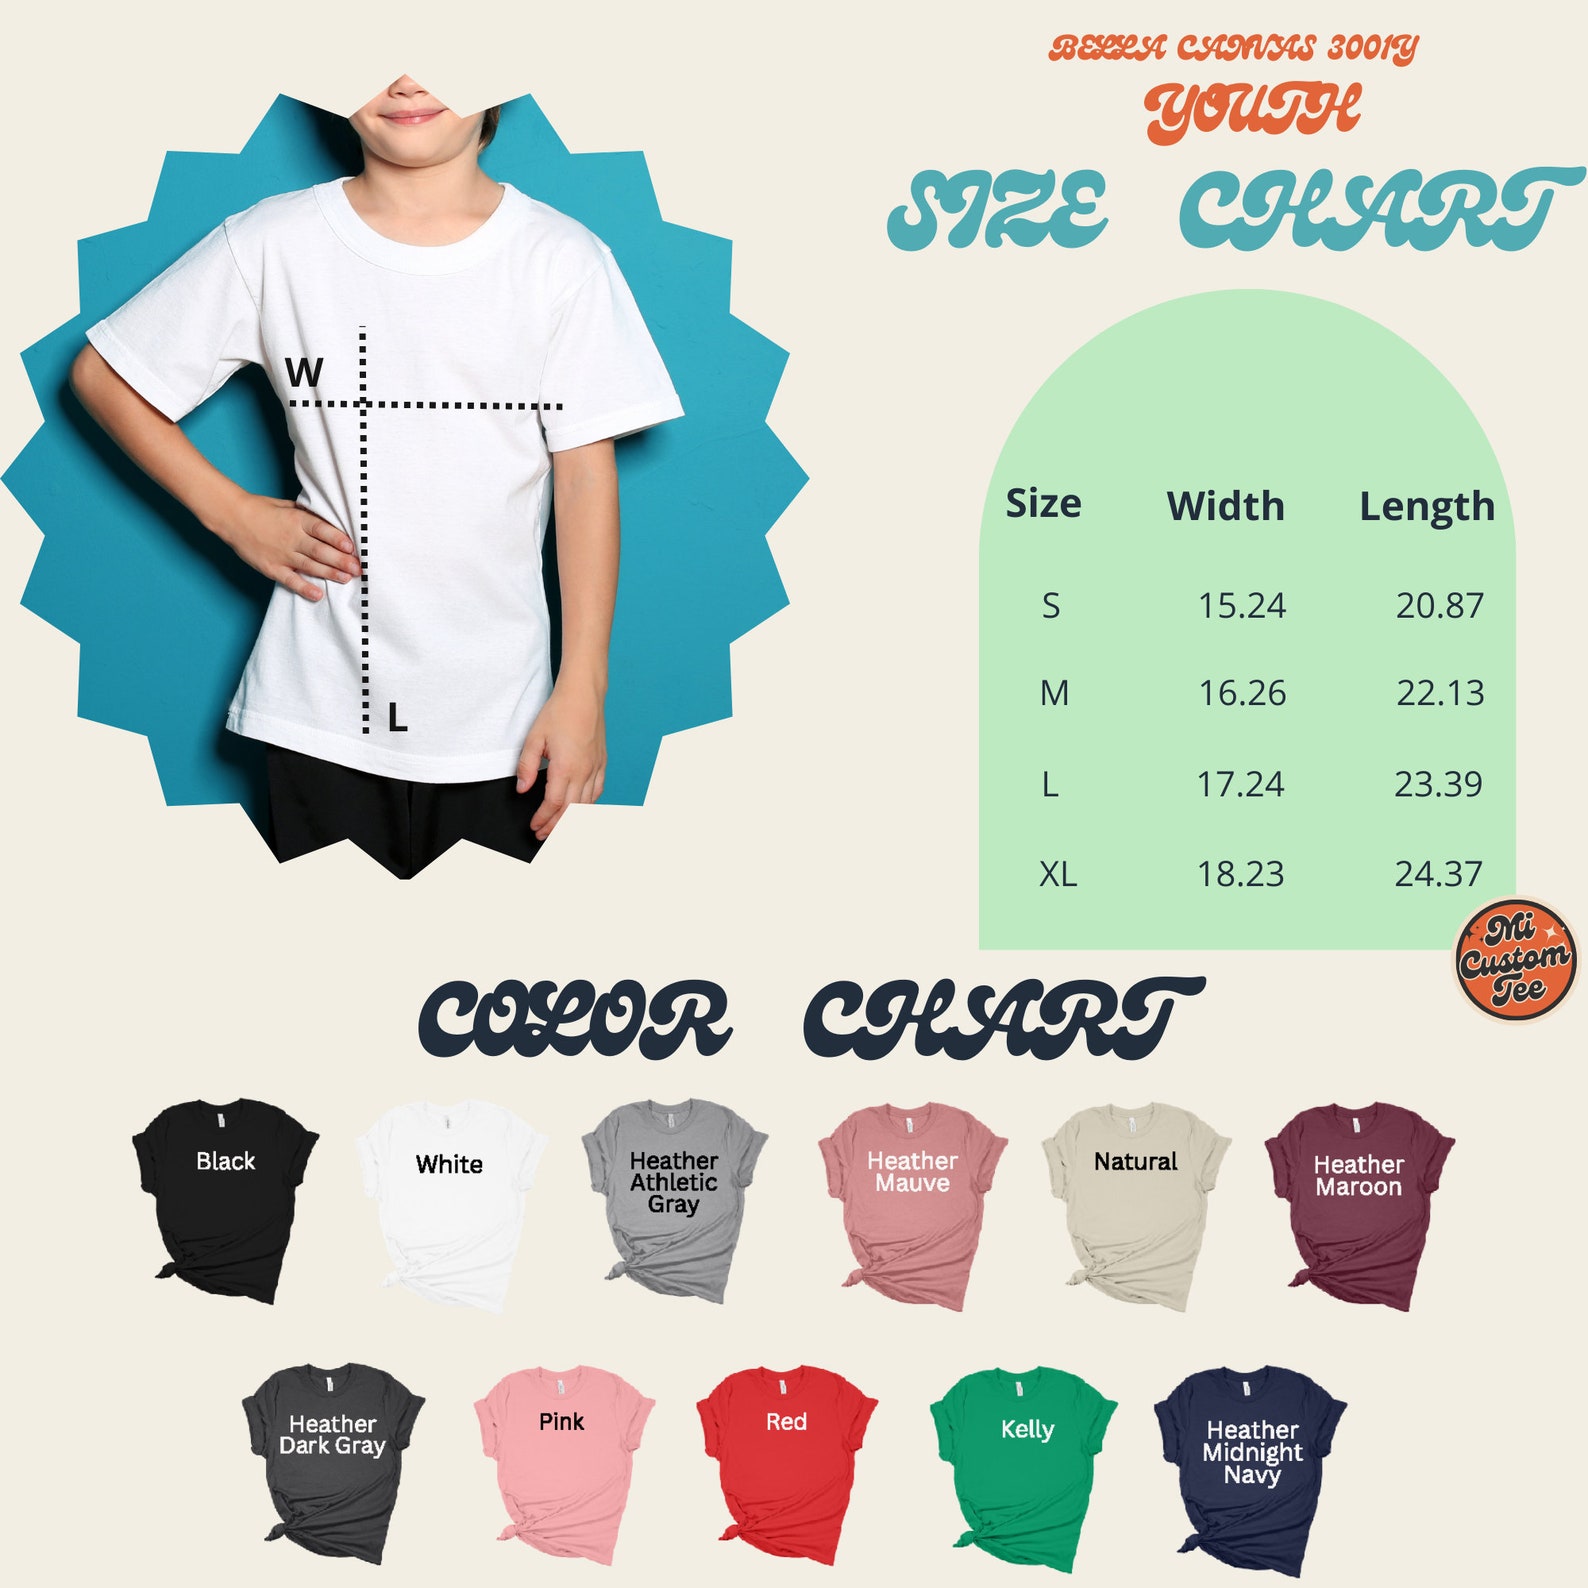 BELLA CANVAS 3001Y
YOUTH
SIZE CHART
W
L
Size Width Length
S 15.24 20.87
M 16.26 22.13
L 17.24 23.39
XL 18.23 24.37
Mi
Custom
Tee
COLOR CHART
Black
White
Heather
Athletic
Gray
Heather
Mauve
Natural
Heather
Maroon
Heather
Dark Gray
Pink
Red
Kelly
Heather
Midnight
Navy